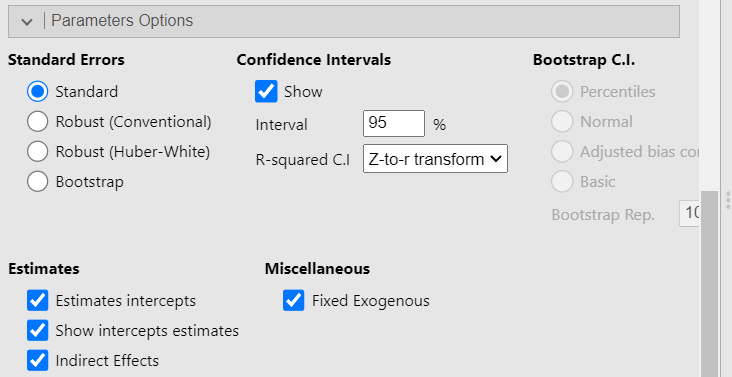 Parameters Options
Standard Errors
Standard
Robust (Conventional)
Robust (Huber-White)
Bootstrap
Confidence Intervals
Show
Interval 95 %
R-squared C.I Z-to-r transform
Bootstrap C.I.
Percentiles
Normal
Adjusted bias
Basic
Bootstrap Rep.
Estimates
Estimates intercepts
Show intercepts estimates
Indirect Effects
Miscellaneous
Fixed Exogenous